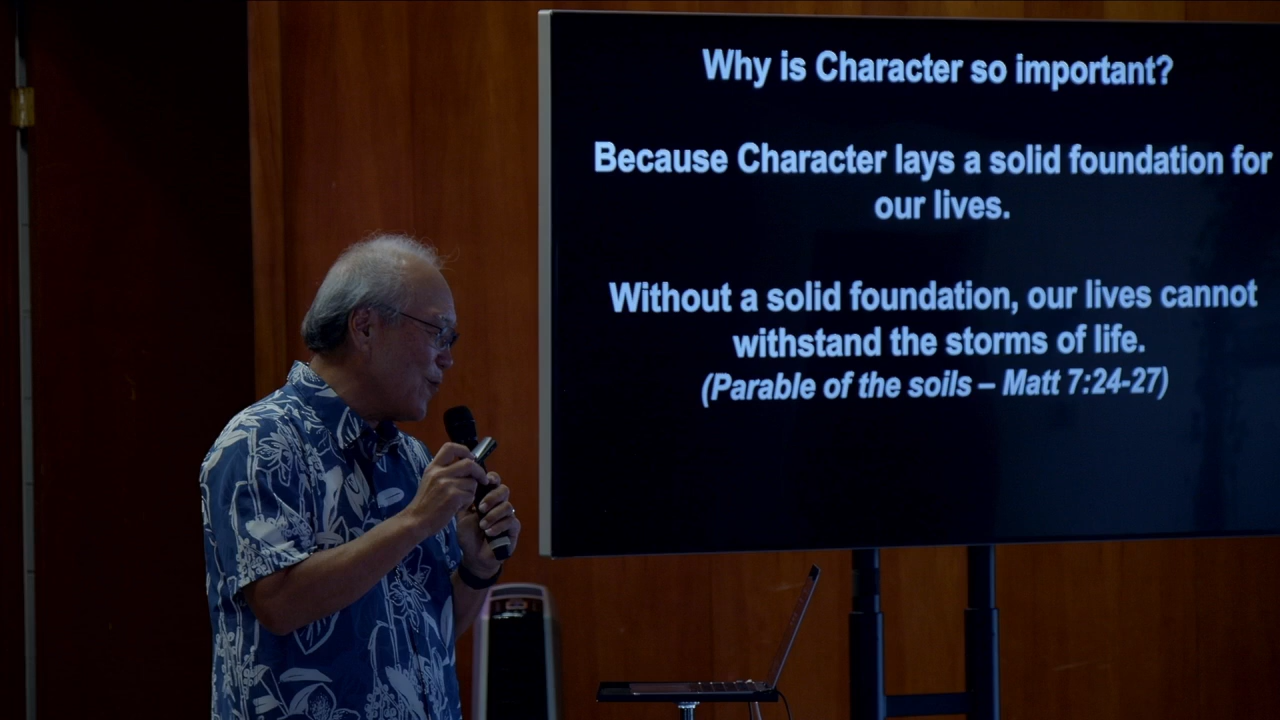 Why is Character so important?
Because Character lays a solid foundation for
our lives.
Without a solid foundation, our lives cannot
withstand the storms of life.
(Parable of the soils – Matt 7:24-27)